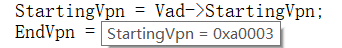 StartingVpn = Vad->StartingVpn;
EndVpn =
StartingVpn = 0xa0003